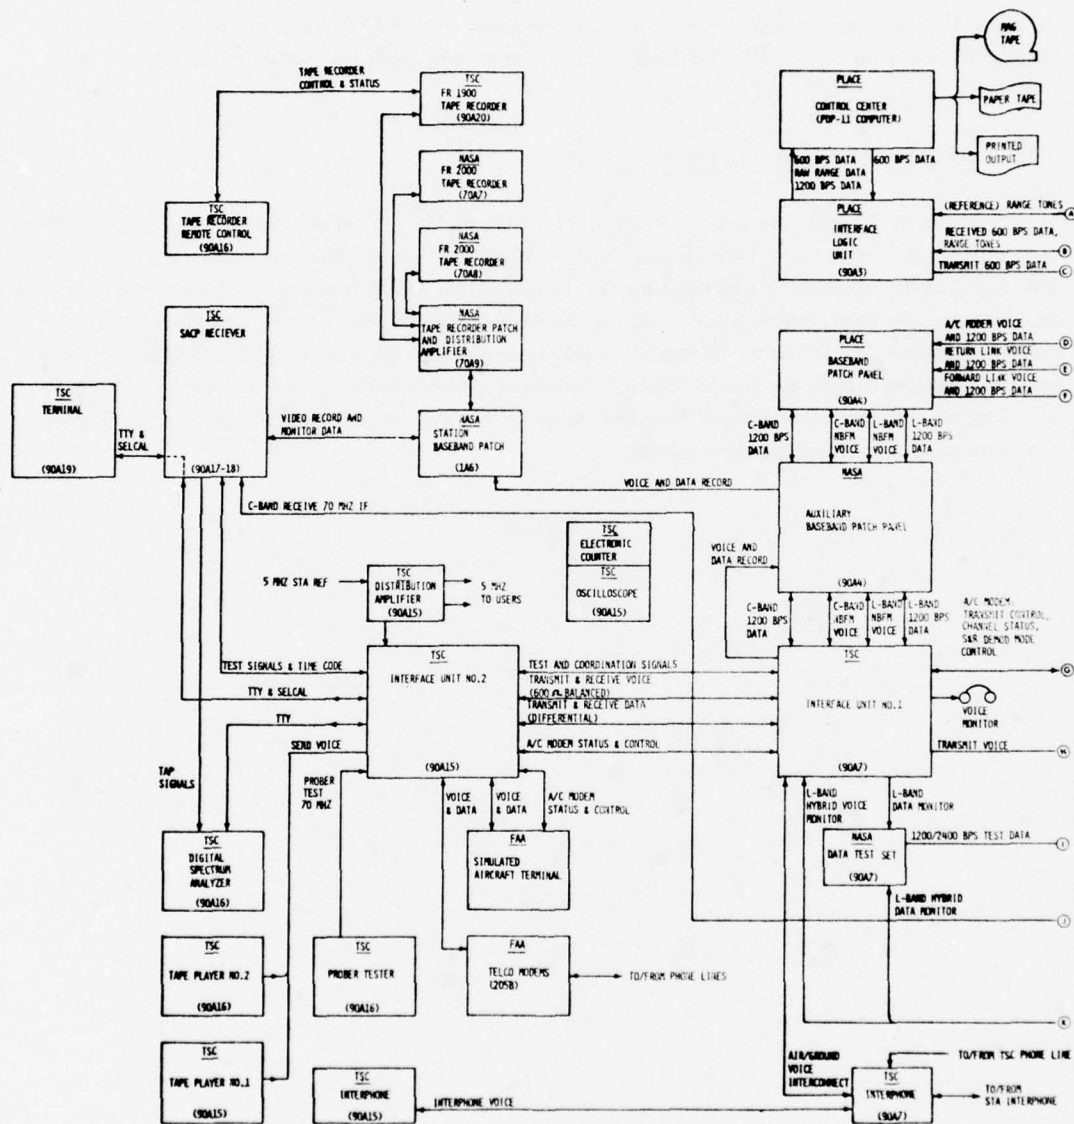 MAG
TAPE
PAPER TAPE
PRINTED
OUTPUT
PLACE
CONTROL CENTER
(PDP-11 COMPUTER)
600 BPS DATA
RAW RANGE DATA
1200 BPS DATA
600 BPS DATA
PLACE
INTERFACE
LOGIC
UNIT
(90A3)
(REFERENCE) RANGE TONES
A
RECEIVED 600 BPS DATA,
RANGE TONES
B
TRANSMIT 600 BPS DATA
C
TAPE RECORDER
CONTROL & STATUS
TSC
FR 1900
TAPE RECORDER
(90A20)
NASA
FR 2000
TAPE RECORDER
(70A7)
TSC
TAPE RECORDER
REMOTE CONTROL
(90A16)
NASA
FR 2000
TAPE RECORDER
(70A8)
NASA
TAPE RECORDER PATCH
AND DISTRIBUTION
AMPLIFIER
(70A9)
TSC
SACP RECIEVER
(90A17-18)
TSC
TERMINAL
(90A19)
TTY &
SELCAL
VIDEO RECORD AND
MONITOR DATA
NASA
STATION
BASEBAND PATCH
(1A6)
PLACE
BASEBAND
PATCH PANEL
(90A4)
A/C MODEM VOICE
AND 1200 BPS DATA
D
RETURN LINK VOICE
AND 1200 BPS DATA
E
FORWARD LINK VOICE
AND 1200 BPS DATA
F
C-BAND
1200 BPS
DATA
C-BAND
NBFM
VOICE
L-BAND
NBFM
VOICE
L-BAND
1200 BPS
DATA
VOICE AND DATA RECORD
C-BAND RECEIVE 70 MHZ IF
NASA
AUXILIARY
BASEBAND PATCH PANEL
(90A4)
VOICE AND
DATA RECORD
TSC
ELECTRONIC
COUNTER
TSC
OSCILLOSCOPE
(90A15)
5 MHZ STA REF
TSC
DISTRIBUTION
AMPLIFIER
(90A15)
5 MHZ
TO USERS
C-BAND
1200 BPS
DATA
C-BAND
NBFM
VOICE
L-BAND
NBFM
VOICE
L-BAND
1200 BPS
DATA
A/C MODEM:
TRANSMIT CONTROL,
CHANNEL STATUS,
S&R DEMOD MODE
CONTROL
G
TEST SIGNALS & TIME CODE
TTY & SELCAL
TTY
SEND VOICE
TSC
INTERFACE UNIT NO.2
(90A15)
TEST AND COORDINATION SIGNALS
TRANSMIT & RECEIVE VOICE
(600 Ω BALANCED)
TRANSMIT & RECEIVE DATA
(DIFFERENTIAL)
A/C MODEM STATUS & CONTROL
TSC
INTERFACE UNIT NO.1
(90A7)
VOICE
MONITOR
TRANSMIT VOICE
H
TAP
SIGNALS
PROBER
TEST
70 MHZ
VOICE
& DATA
VOICE
& DATA
A/C MODEM
STATUS & CONTROL
L-BAND
HYBRID VOICE
MONITOR
L-BAND
DATA MONITOR
TSC
DIGITAL
SPECTRUM
ANALYZER
(90A16)
FAA
SIMULATED
AIRCRAFT TERMINAL
NASA
DATA TEST SET
(90A7)
1200/2400 BPS TEST DATA
I
L-BAND HYBRID
DATA MONITOR
J
TSC
TAPE PLAYER NO.2
(90A16)
TSC
PROBER TESTER
(90A16)
FAA
TELCO MODEMS
(205B)
TO/FROM PHONE LINES
K
TSC
TAPE PLAYER NO.1
(90A15)
TSC
INTERPHONE
(90A15)
INTERPHONE VOICE
AIR/GROUND
VOICE
INTERCONNECT
TSC
INTERPHONE
(90A7)
TO/FROM TSC PHONE LINE
TO/FROM
STA INTERPHONE